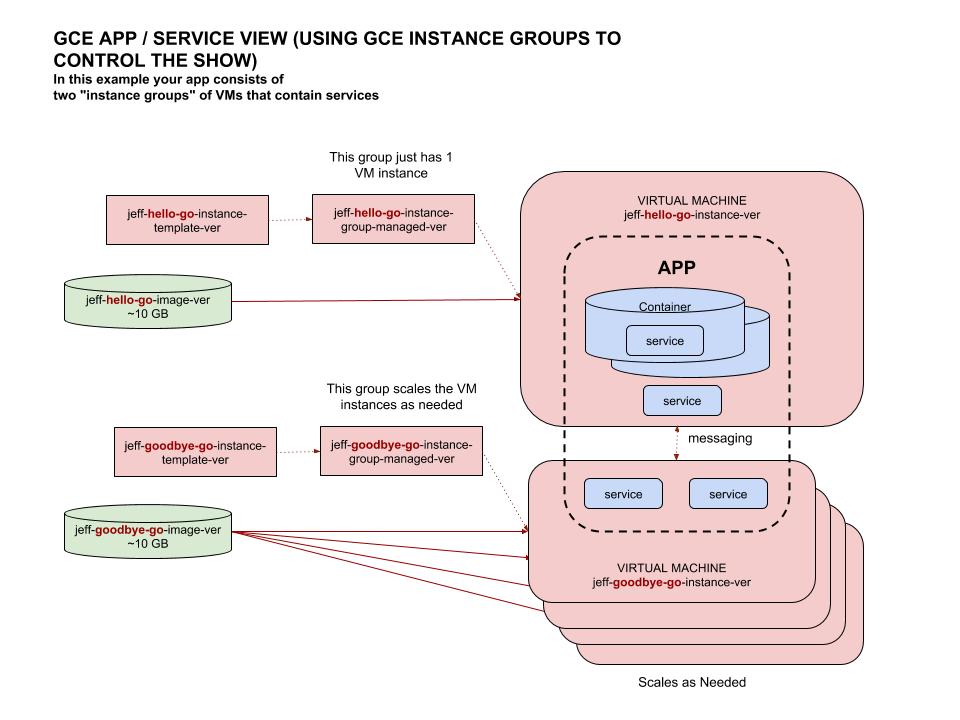 GCE APP / SERVICE VIEW (USING GCE INSTANCE GROUPS TO
CONTROL THE SHOW)
In this example your app consists of
two "instance groups" of VMs that contain services
This group just has 1
VM instance
jeff-hello-go-instance-
template-ver
jeff-hello-go-instance-
group-managed-ver
jeff-hello-go-image-ver
~10 GB
VIRTUAL MACHINE
jeff-hello-go-instance-ver
APP
Container
service
service
messaging
This group scales the VM
instances as needed
jeff-goodbye-go-instance-
template-ver
jeff-goodbye-go-instance-
group-managed-ver
jeff-goodbye-go-image-ver
~10 GB
service
service
VIRTUAL MACHINE
jeff-goodbye-go-instance-ver
Scales as Needed